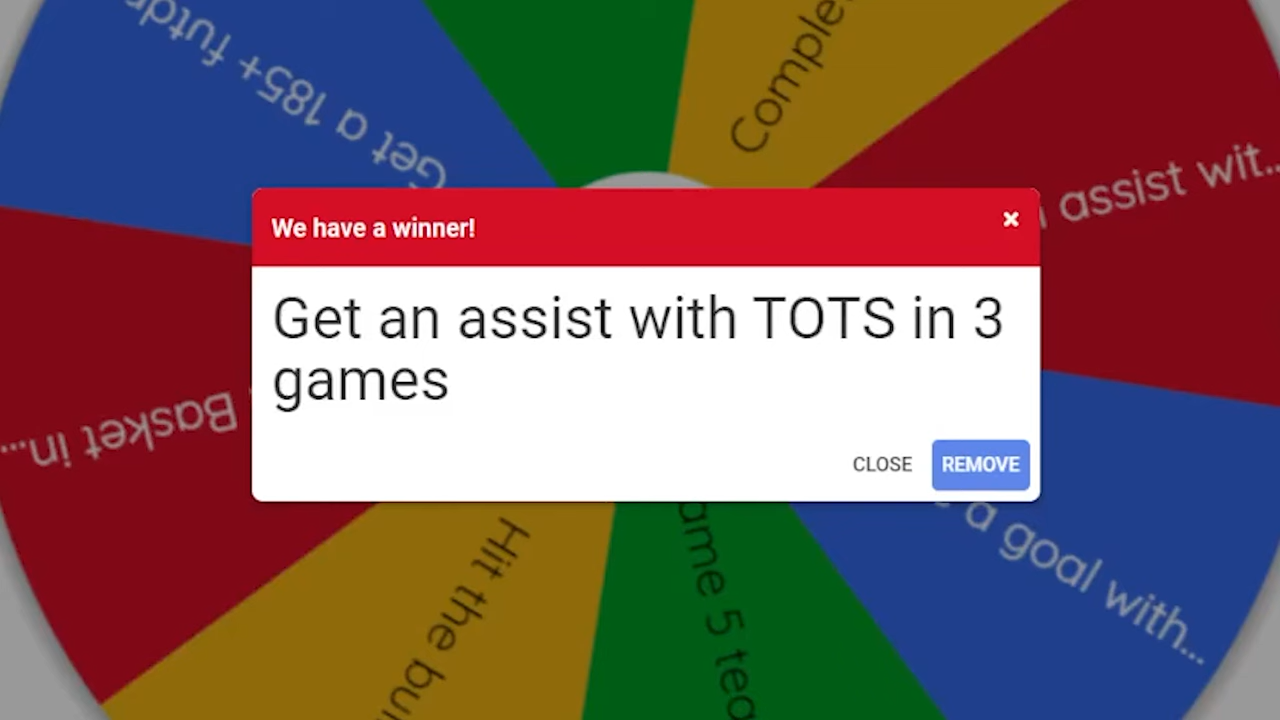 Get a 185+ futdr
Comple
assist wit...
We have a winner!
Get an assist with TOTS in 3
games
CLOSE REMOVE
Basket in...
Hit the bu
ame 5 tea
a goal with...